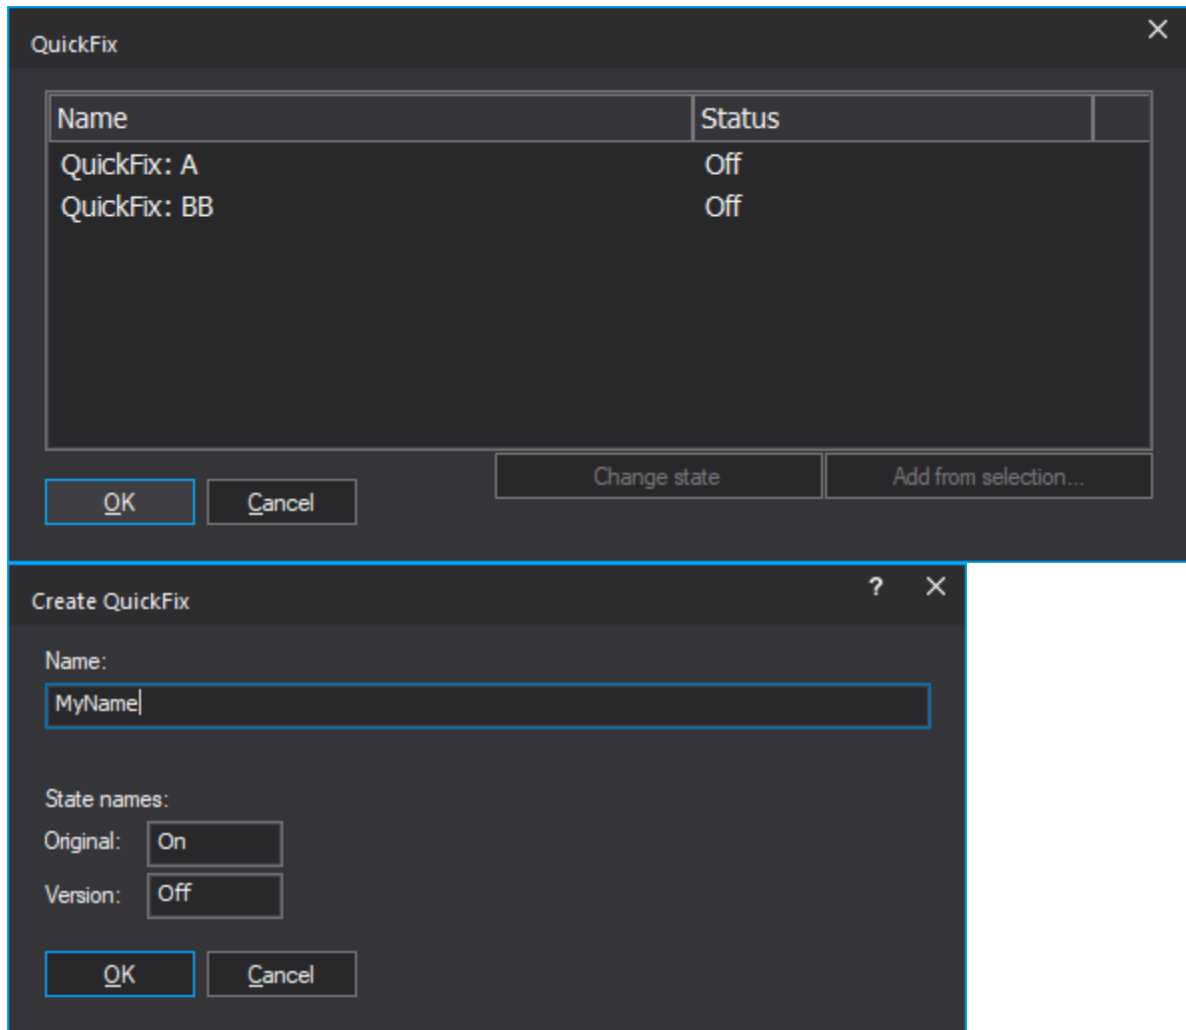 QuickFix
Name Status
QuickFix: A Off
QuickFix: BB Off
Change state Add from selection...
OK Cancel
Create QuickFix ?
Name:
MyName
State names:
Original: On
Version: Off
OK Cancel